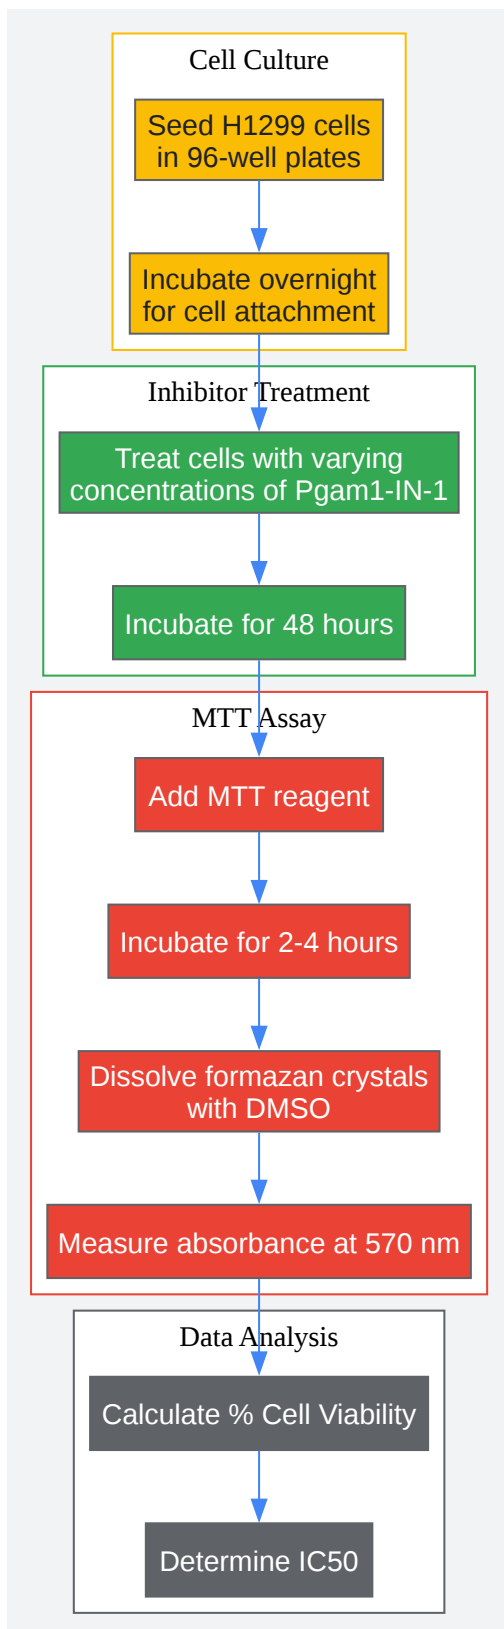 Cell Culture
Seed H1299 cells
in 96-well plates
Incubate overnight
for cell attachment
Inhibitor Treatment
Treat cells with varying
concentrations of Pgam1-IN-1
Incubate for 48 hours
MTT Assay
Add MTT reagent
Incubate for 2-4 hours
Dissolve formazan crystals
with DMSO
Measure absorbance at 570 nm
Data Analysis
Calculate % Cell Viability
Determine IC50